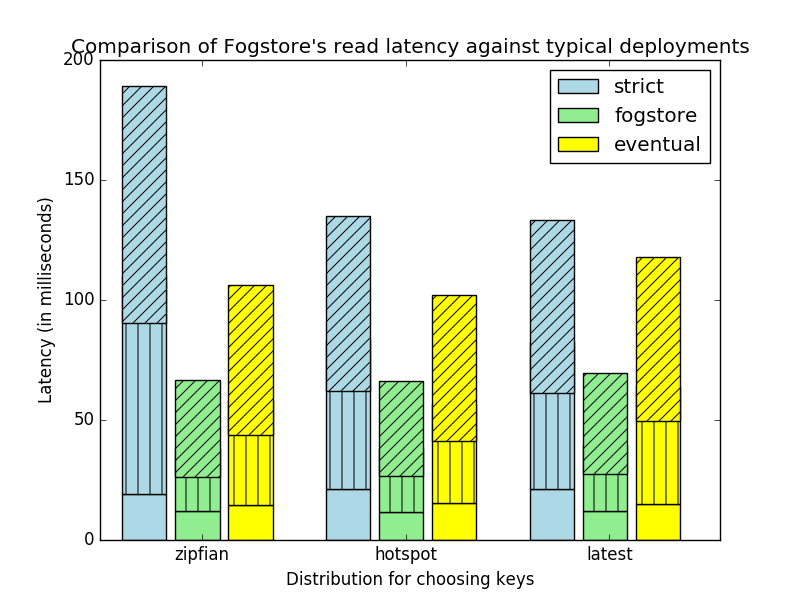 Comparison of Fogstore's read latency against typical deployments
strict
fogstore
eventual
200
150
100
50
0
Latency (in milliseconds)
zipfian hotspot latest
Distribution for choosing keys